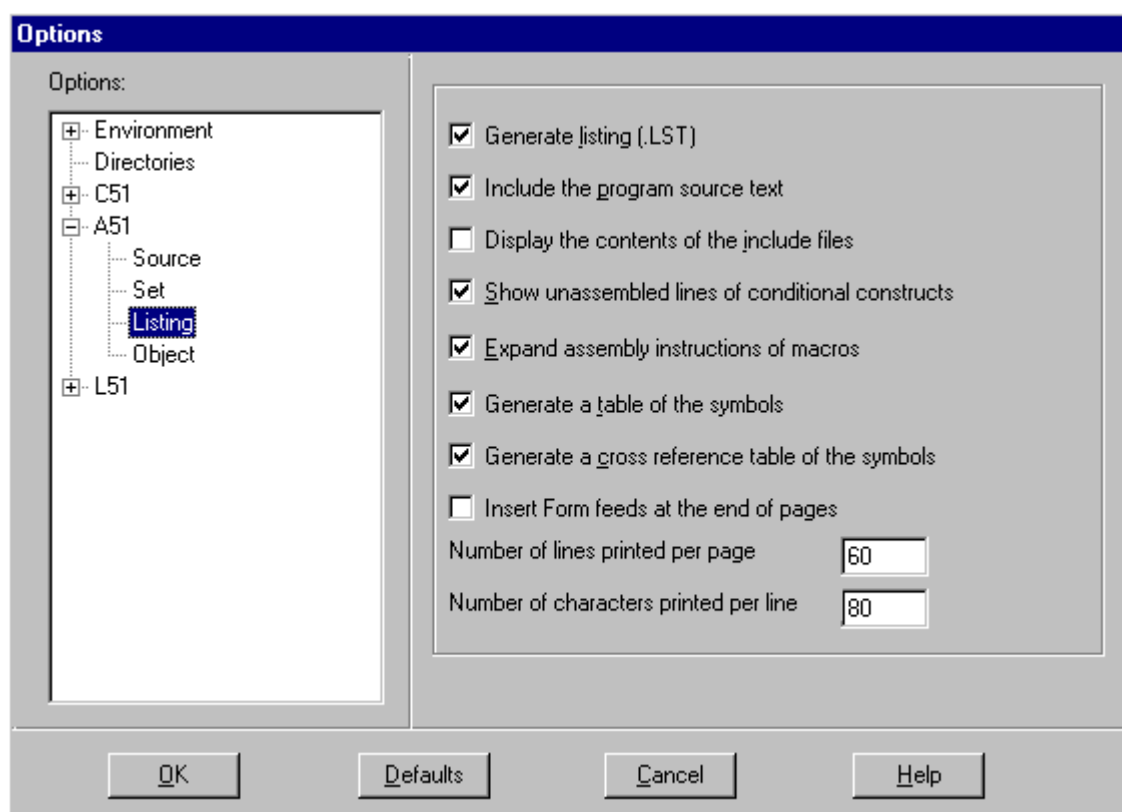 Options
Options:
Environment
Directories
C51
A51
Source
Set
Listing
Object
L51
Generate listing (.LST)
Include the program source text
Display the contents of the include files
Show unassembled lines of conditional constructs
Expand assembly instructions of macros
Generate a table of the symbols
Generate a cross reference table of the symbols
Insert Form feeds at the end of pages
Number of lines printed per page 60
Number of characters printed per line 80
OK Defaults Cancel Help